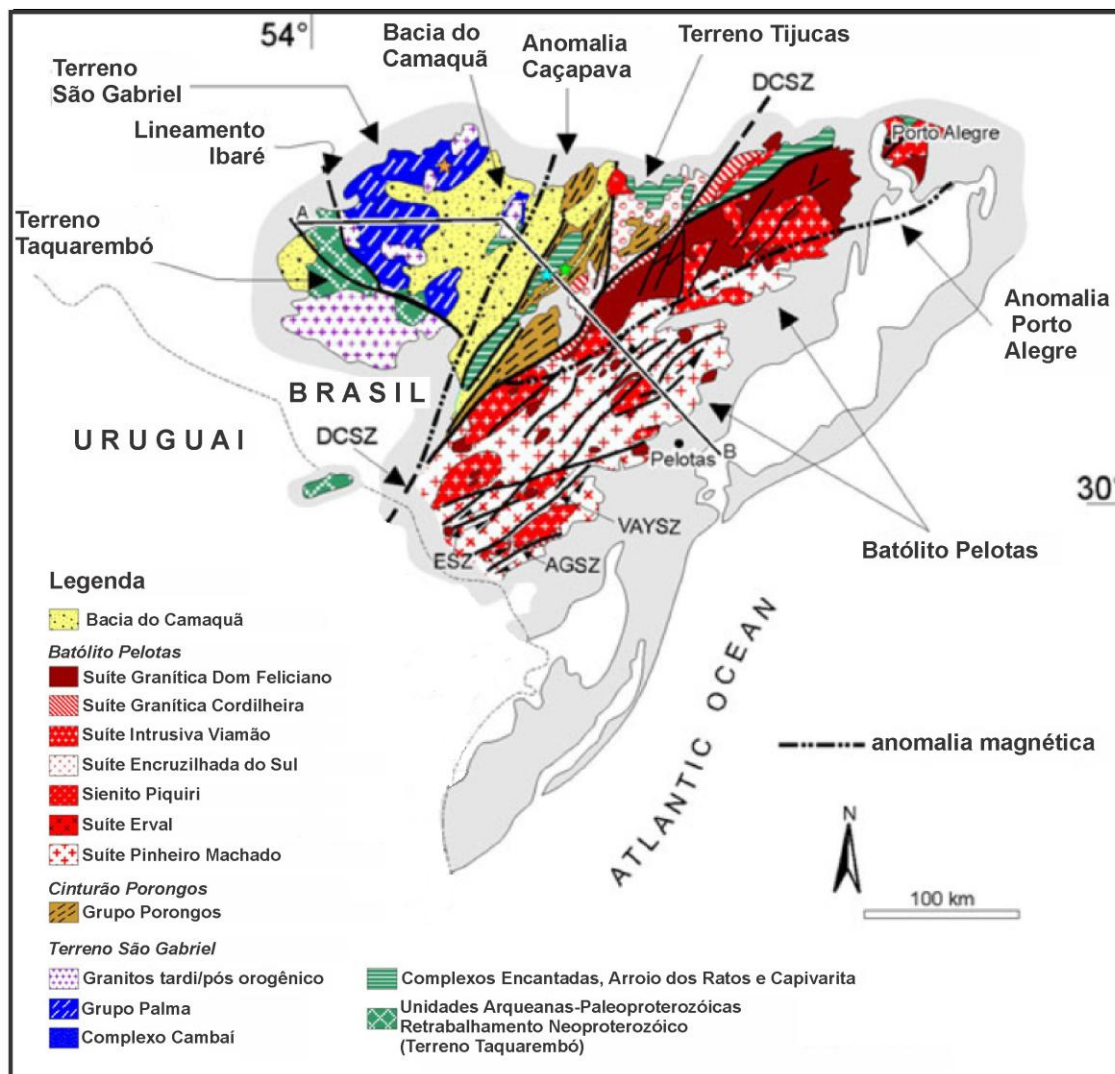 54°
Bacia do
Camaquã
Anomalia
Caçapava
Terreno Tijucas
Terreno
São Gabriel
DCSZ
Lineamento
Ibaré
Porto Alegre
Terreno
Taquarembó
A
Anomalia
Porto
Alegre
BRASIL
URUGUAI
DCSZ
Pelotas
B
30°
VAYSZ
ESZ
AGSZ
Batólito Pelotas
ATLANTIC OCEAN
anomalia magnética
N
100 km
Legenda
Bacia do Camaquã
Batólito Pelotas
Suíte Granítica Dom Feliciano
Suíte Granítica Cordilheira
Suíte Intrusiva Viamão
Suíte Encruzilhada do Sul
Sienito Piquiri
Suíte Erval
Suíte Pinheiro Machado
Cinturão Porongos
Grupo Porongos
Terreno São Gabriel
Granitos tardi/pós orogênico
Grupo Palma
Complexo Cambaí
Complexos Encantadas, Arroio dos Ratos e Capivarita
Unidades Arqueanas-Paleoproterozóicas
Retrabalhamento Neoproterozóico
(Terreno Taquarembó)